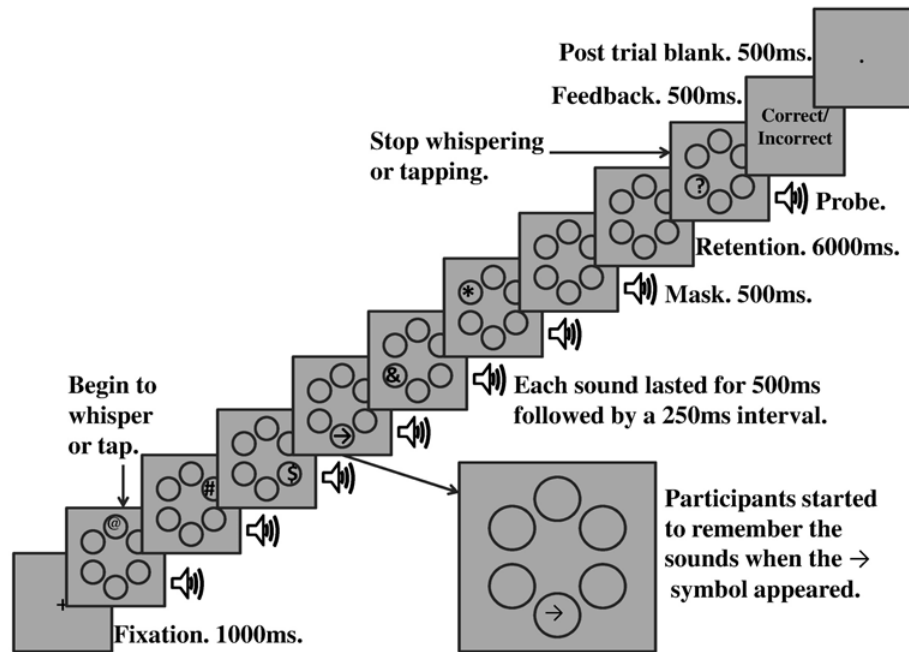 Post trial blank. 500ms.
.
Feedback. 500ms.
Correct/
Incorrect
Stop whispering
or tapping.
?
Probe.
Retention. 6000ms.
*
Mask. 500ms.
&
Each sound lasted for 500ms
followed by a 250ms interval.
Begin to
whisper
or tap.
→
$
#
@
Participants started
to remember the
sounds when the →
symbol appeared.
→
+
Fixation. 1000ms.